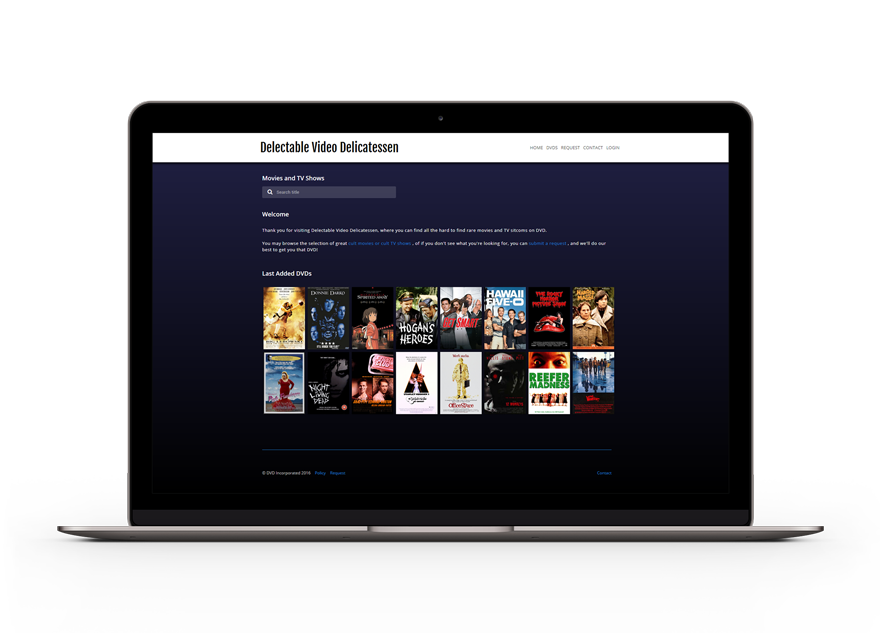 Delectable Video Delicatessen
HOME DVDS REQUEST CONTACT LOGIN
Movies and TV Shows
Search title
Welcome
Thank you for visiting Delectable Video Delicatessen, where you can find all the hard to find rare movies and TV sitcoms on DVD.
You may browse the selection of great cult movies or cult TV shows , of if you don't see what you're looking for, you can submit a request , and we'll do our
best to get you that DVD!
Last Added DVDs
DONNIE DARKO
SPIRITED AWAY
HOGAN'S
HEROES
GET SMART
HAWAII
FIVE-O
NIGHT
LIVING
DEAD
REEFER
MADNESS
© DVD Incorporated 2016 Policy Request
Contact